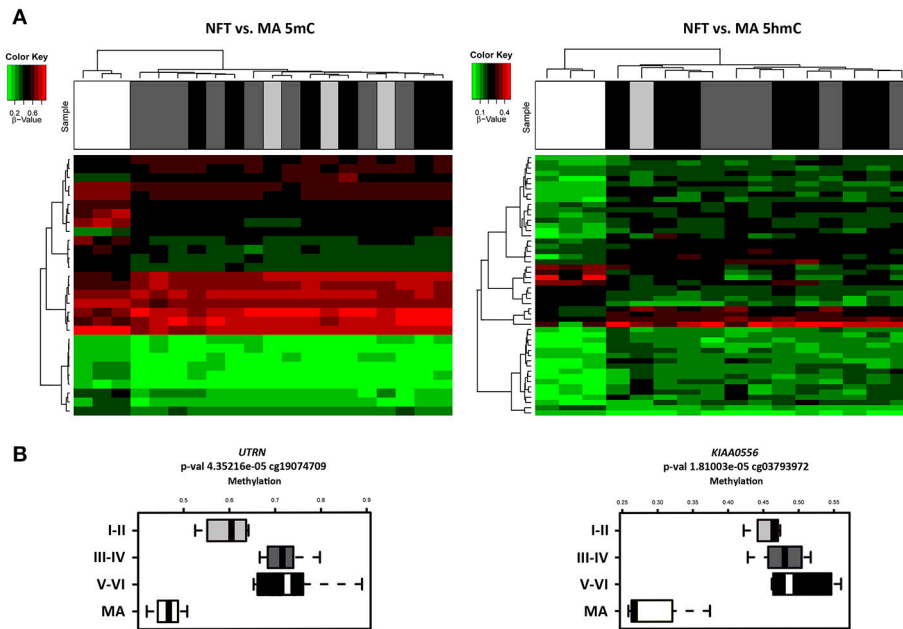 A
NFT vs. MA 5mC
NFT vs. MA 5hmC
Color Key
0.2 0.6
β-Value
Sample
Color Key
0.1 0.4
β-Value
Sample
B
UTRN
p-val 4.35216e-05 cg19074709
Methylation
0.5 0.6 0.7 0.8 0.9
I-II
III-IV
V-VI
MA
KIAA0556
p-val 1.81003e-05 cg03793972
Methylation
0.25 0.30 0.35 0.40 0.45 0.50 0.55
I-II
III-IV
V-VI
MA